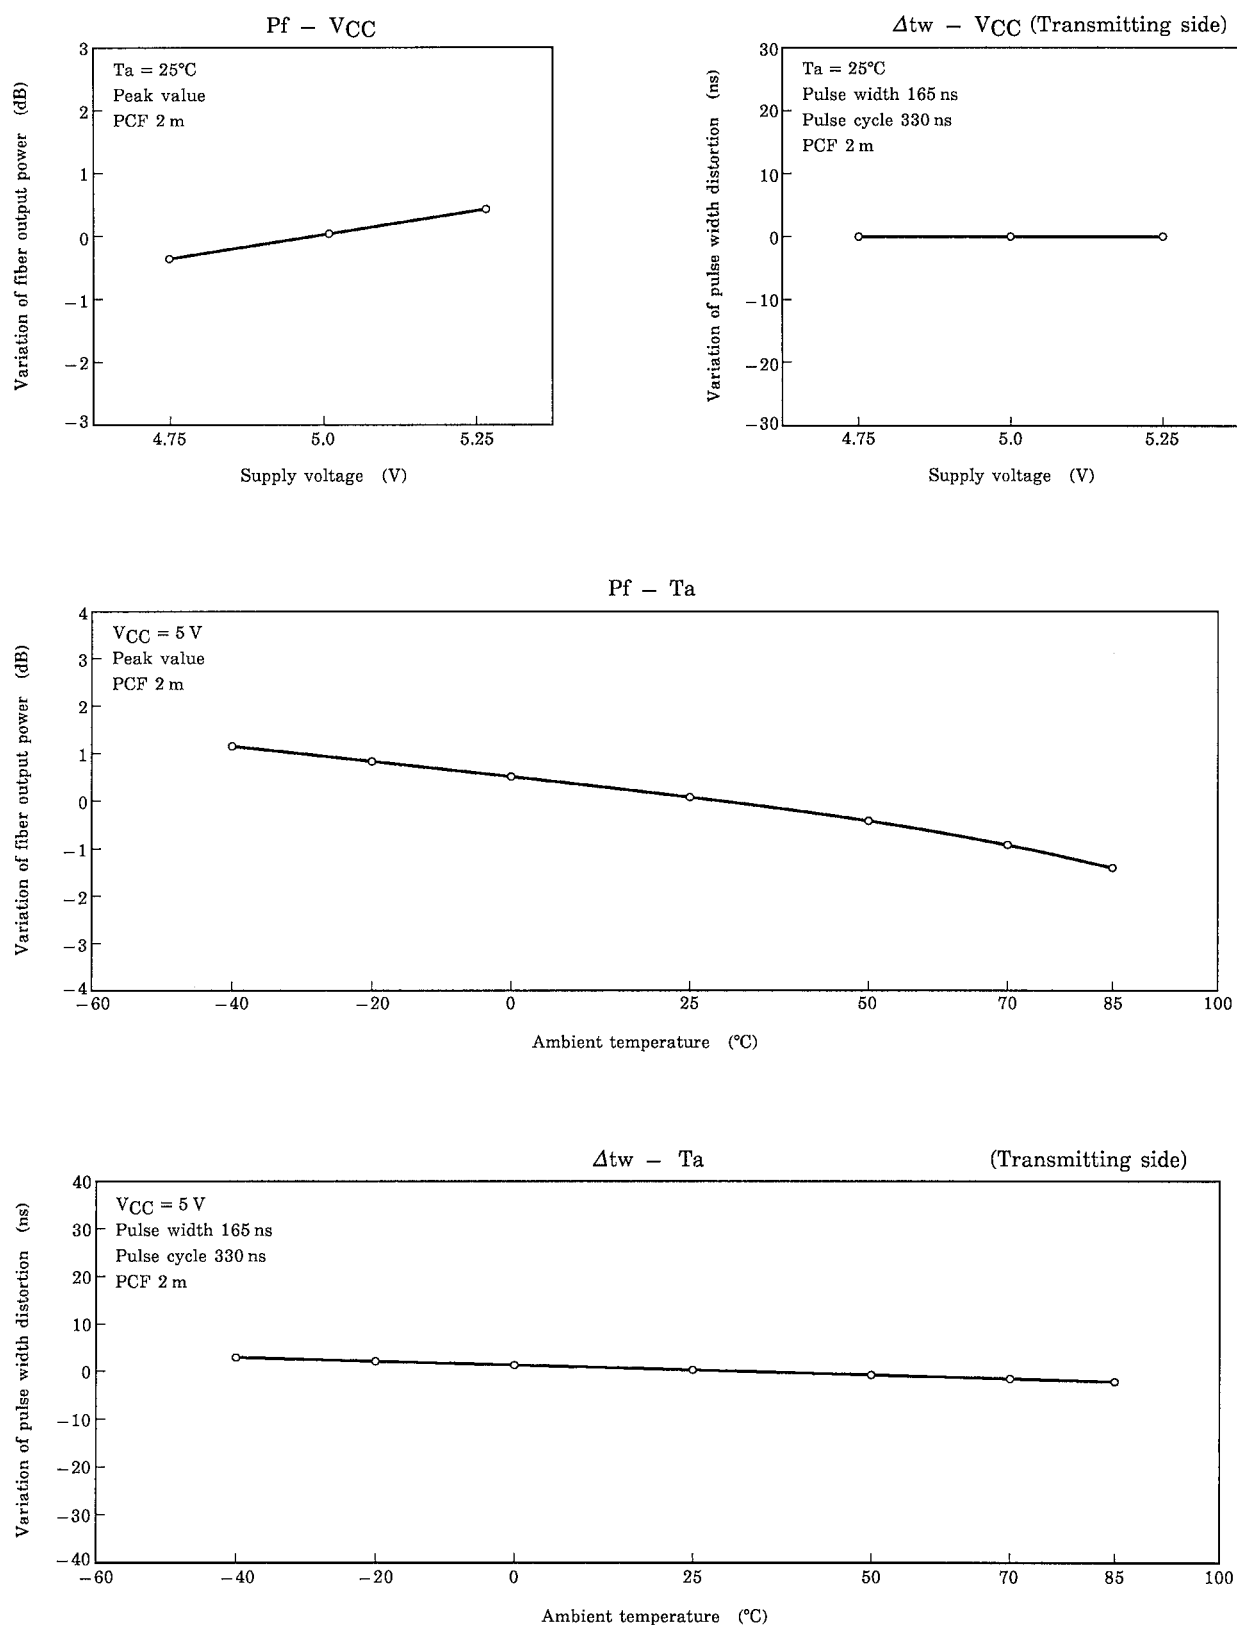 Pf − VCC
Variation of fiber output power (dB)
3
2
1
0
−1
−2
−3
Ta = 25°C
Peak value
PCF 2 m
4.75 5.0 5.25
Supply voltage (V)
Δtw − VCC (Transmitting side)
Variation of pulse width distortion (ns)
30
20
10
0
−10
−20
−30
Ta = 25°C
Pulse width 165 ns
Pulse cycle 330 ns
PCF 2 m
4.75 5.0 5.25
Supply voltage (V)
Pf − Ta
Variation of fiber output power (dB)
4
3
2
1
0
−1
−2
−3
−4
VCC = 5 V
Peak value
PCF 2 m
−60 −40 −20 0 25 50 70 85 100
Ambient temperature (°C)
Δtw − Ta (Transmitting side)
Variation of pulse width distortion (ns)
40
30
20
10
0
−10
−20
−30
−40
VCC = 5 V
Pulse width 165 ns
Pulse cycle 330 ns
PCF 2 m
−60 −40 −20 0 25 50 70 85 100
Ambient temperature (°C)